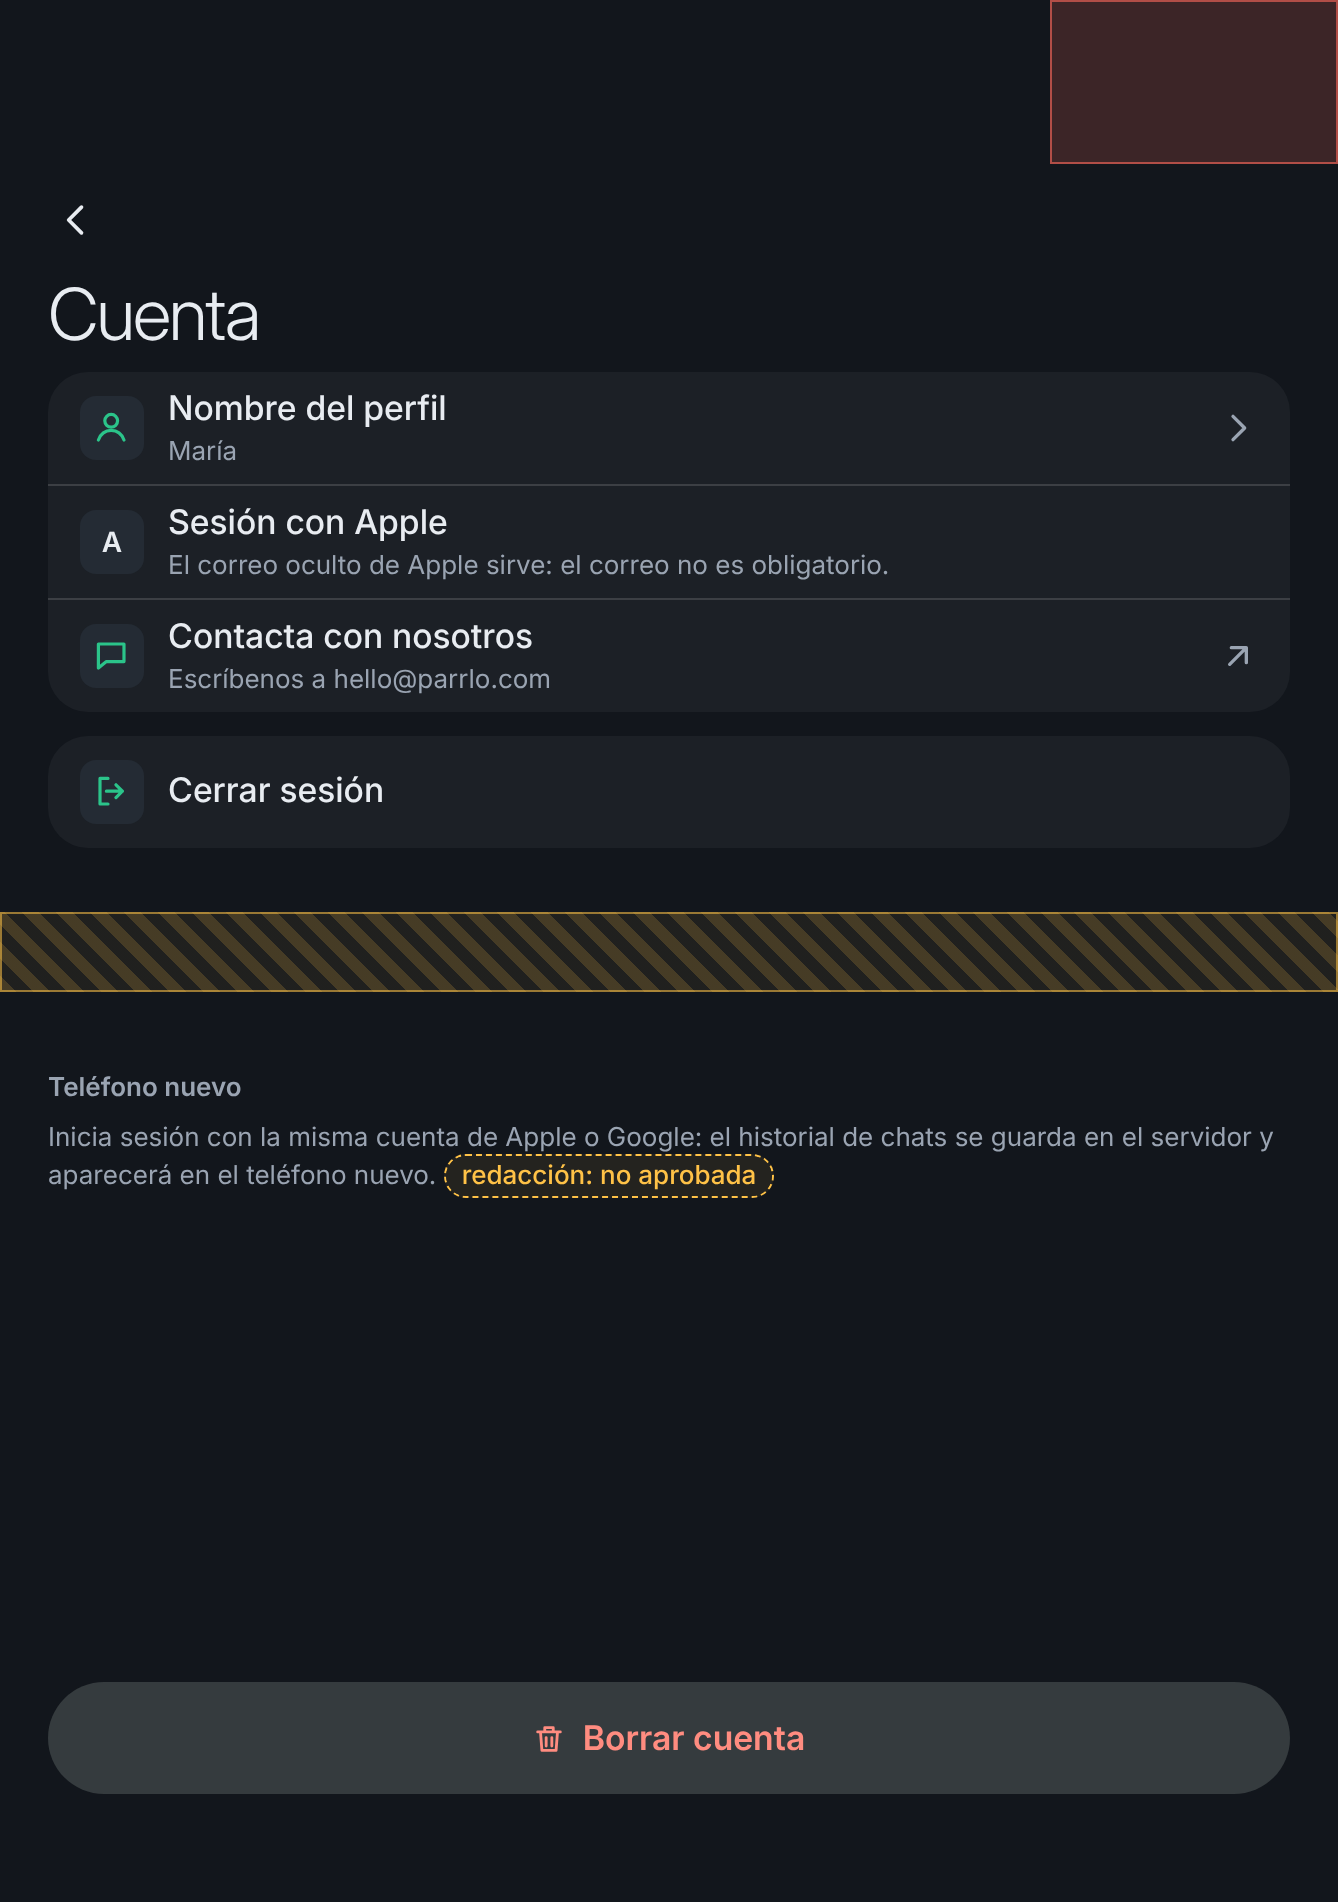 Cuenta
Nombre del perfil
María
A
Sesión con Apple
El correo oculto de Apple sirve: el correo no es obligatorio.
Contacta con nosotros
Escríbenos a hello@parrlo.com
Cerrar sesión
Teléfono nuevo
Inicia sesión con la misma cuenta de Apple o Google: el historial de chats se guarda en el servidor y
aparecerá en el teléfono nuevo. redacción: no aprobada
Borrar cuenta